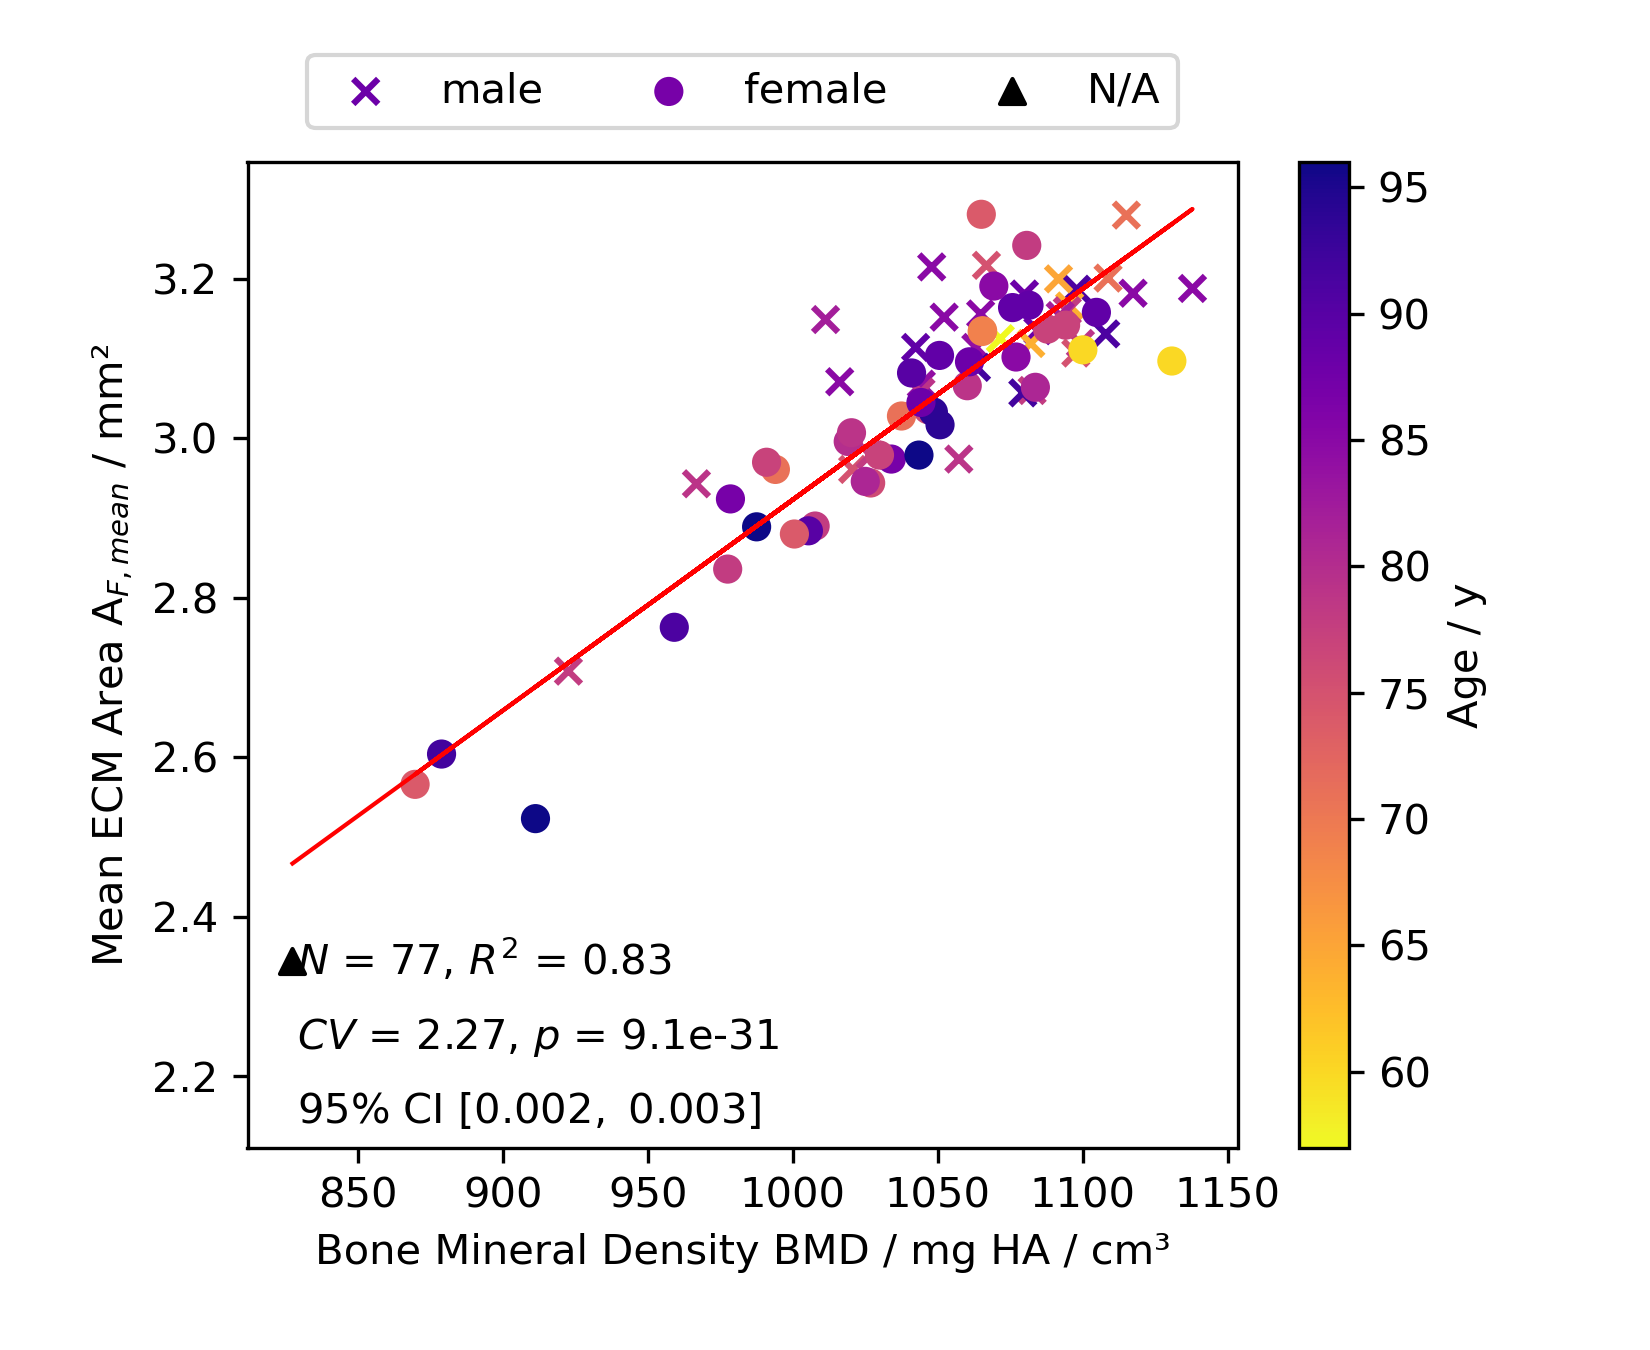 male female N/A
3.2
3.0
2.8
2.6
2.4
2.2
Mean ECM Area A_{F, mean} / mm²
N = 77, R² = 0.83
CV = 2.27, p = 9.1e-31
95% CI [0.002, 0.003]
850 900 950 1000 1050 1100 1150
Bone Mineral Density BMD / mg HA / cm³
95
90
85
80
75
70
65
60
Age / y